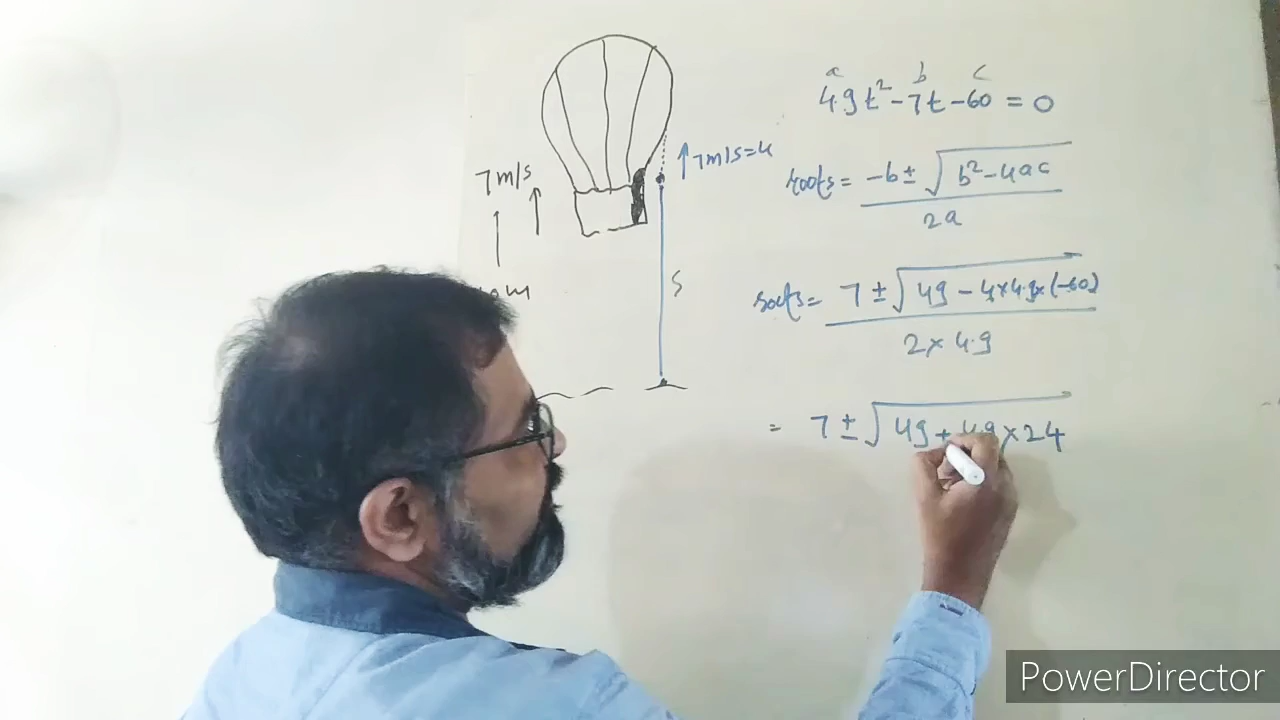 a b c
4.9t² - 7t - 60 = 0
7m/s
↑7m/s=u
roots = -b ± √(b² - 4ac)
2a
S
roots = 7 ± √(49 - 4×4.9×(-60))
2 × 4.9
= 7 ± √(49 + 49 × 24)
PowerDirector